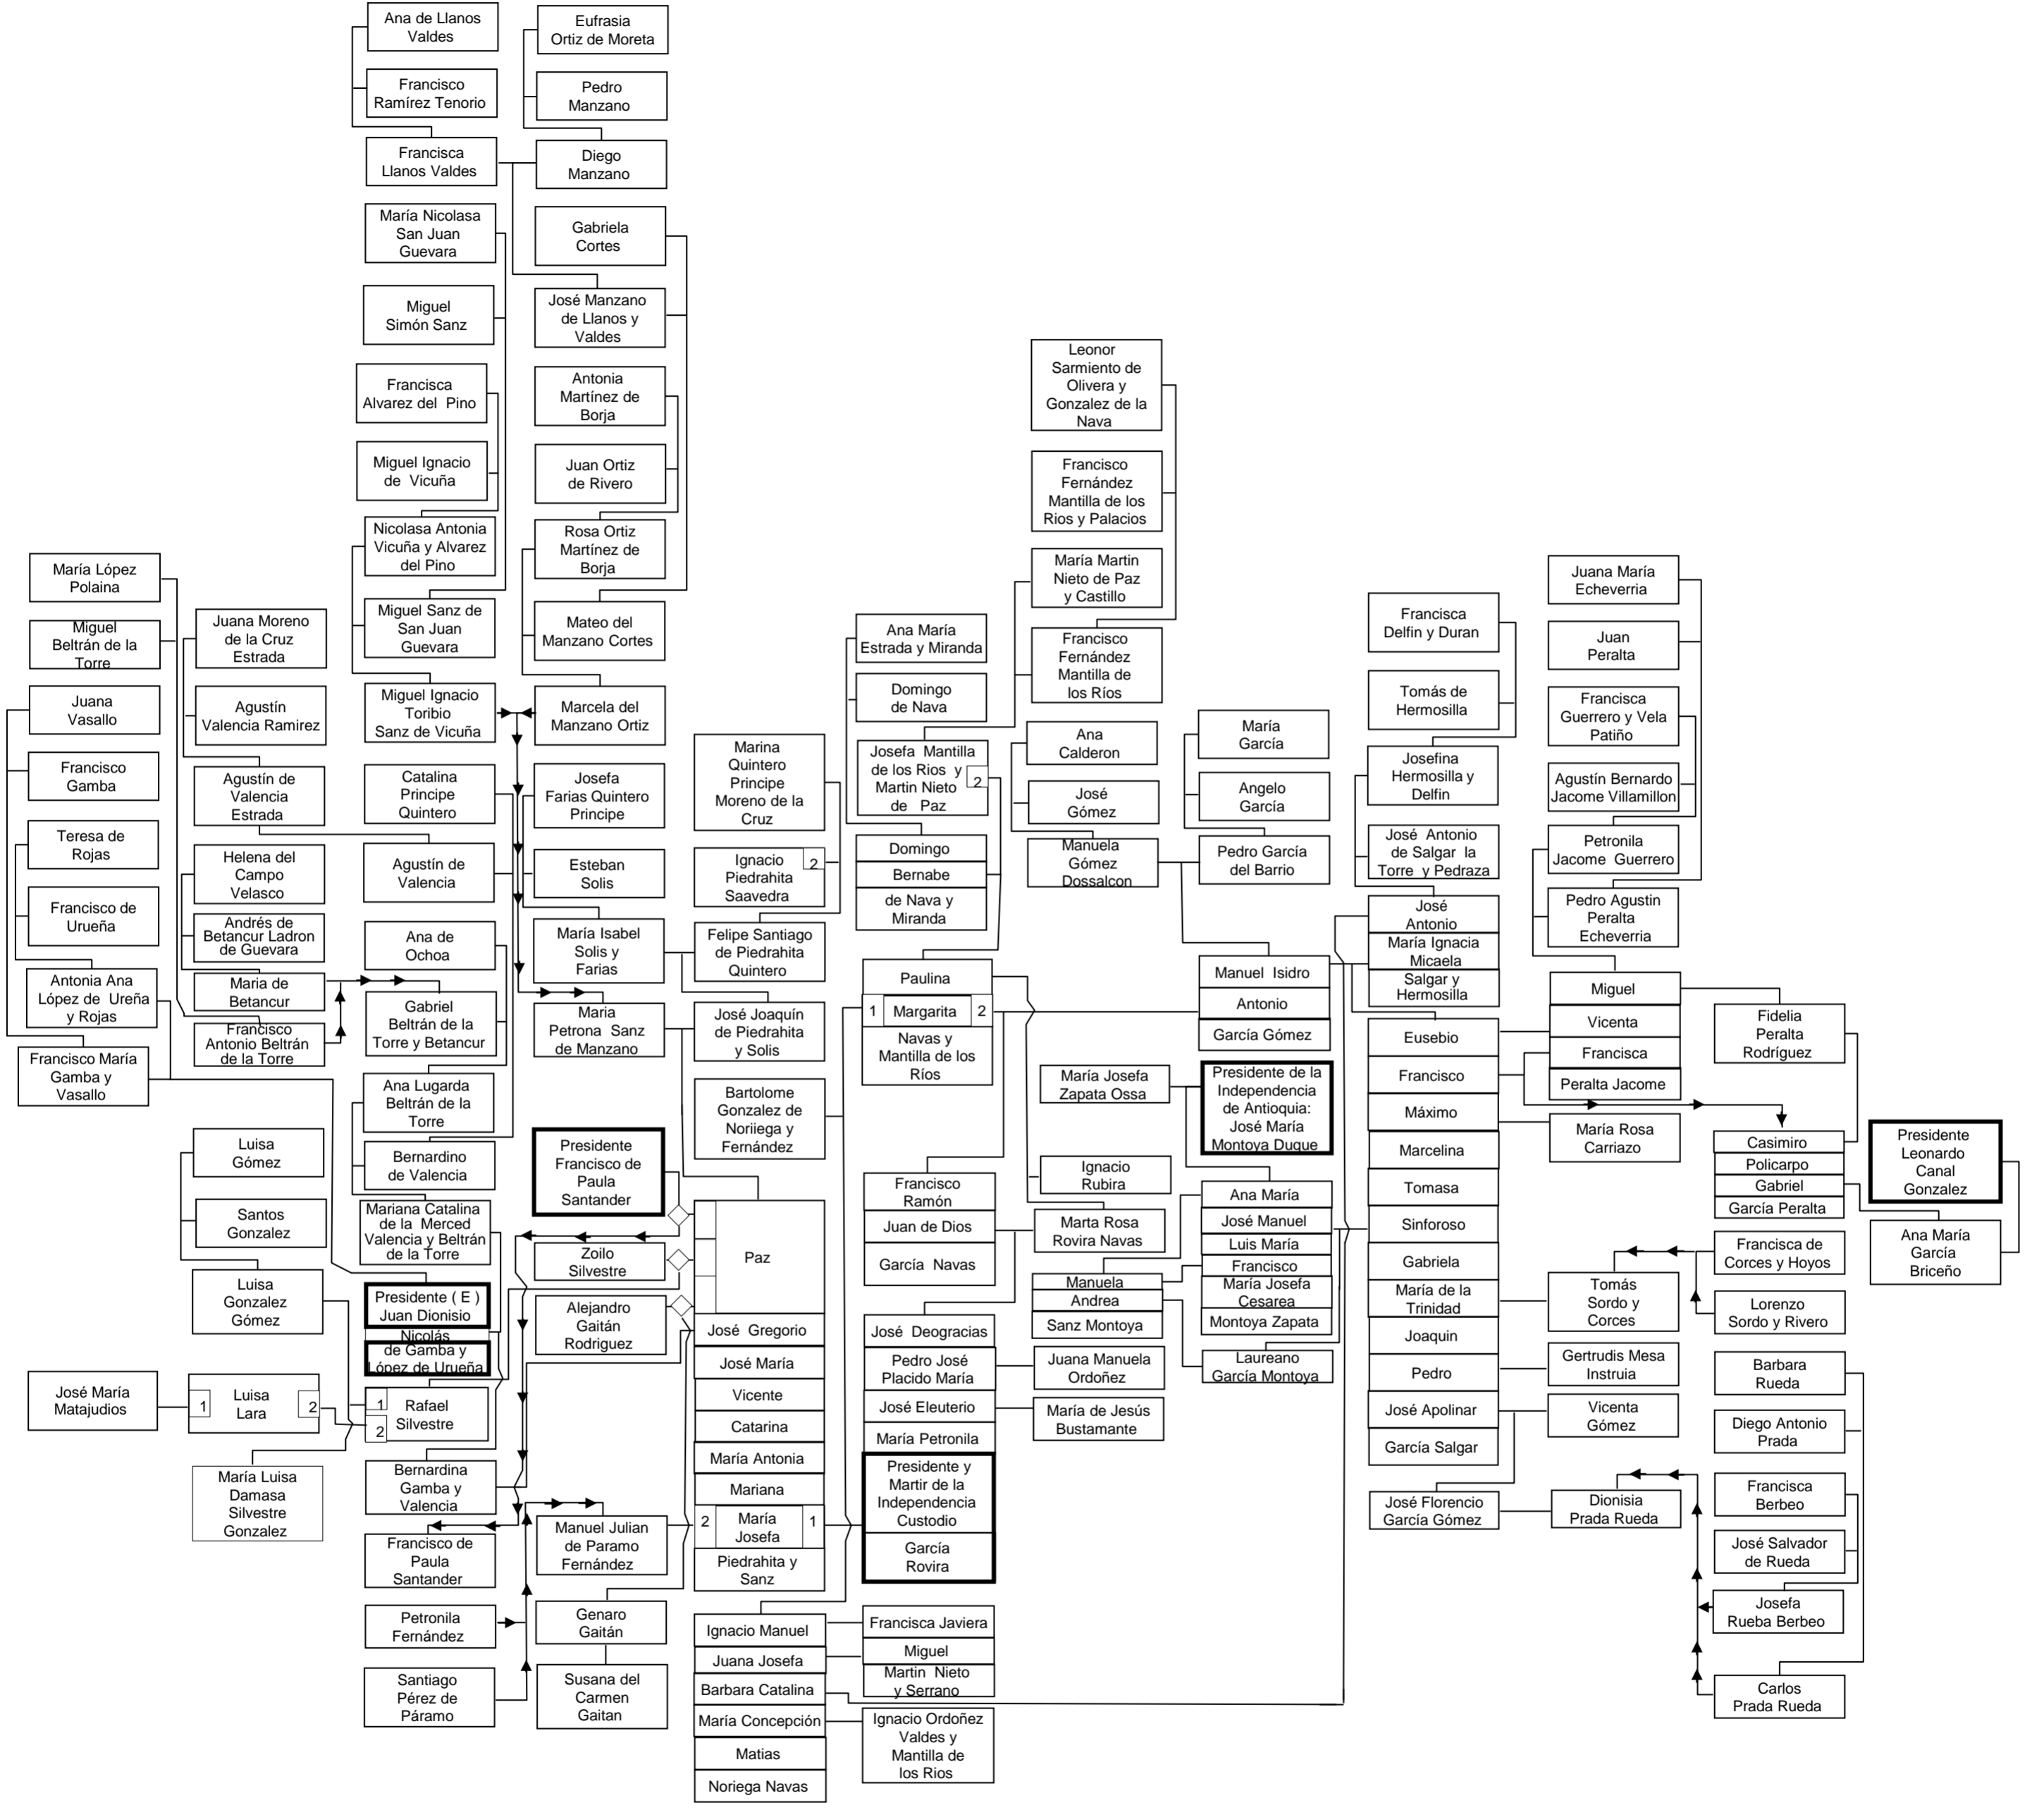 Ana de Llanos
Valdes
Eufrasia
Ortiz de Moreta
Francisco
Ramírez Tenorio
Pedro
Manzano
Francisca
Llanos Valdes
Diego
Manzano
María Nicolasa
San Juan
Guevara
Gabriela
Cortes
Miguel
Simón Sanz
José Manzano
de Llanos y
Valdes
Francisca
Alvarez del Pino
Antonia
Martínez de
Borja
Miguel Ignacio
de Vicuña
Juan Ortiz
de Rivero
Nicolasa Antonia
Vicuña y Alvarez
del Pino
Rosa Ortiz
Martínez de
Borja
Miguel Sanz de
San Juan
Guevara
Mateo del
Manzano Cortes
Miguel Ignacio
Toribio
Sanz de Vicuña
Marcela del
Manzano Ortiz
María López
Polaina
Miguel
Beltrán de la
Torre
Juana
Vasallo
Francisco
Gamba
Teresa de
Rojas
Francisco de
Urueña
Antonia Ana
López de Ureña
y Rojas
Francisco María
Gamba y
Vasallo
Juana Moreno
de la Cruz
Estrada
Agustín
Valencia Ramirez
Agustín de
Valencia
Estrada
Helena del
Campo
Velasco
Andrés de
Betancur Ladron
de Guevara
Maria de
Betancur
Francisco
Antonio Beltrán
de la Torre
Catalina
Principe
Quintero
Agustín de
Valencia
Ana de
Ochoa
Gabriel
Beltrán de la
Torre y Betancur
Ana Lugarda
Beltrán de la
Torre
Bernardino
de Valencia
Mariana Catalina
de la Merced
Valencia y Beltrán
de la Torre
Presidente ( E )
Juan Dionisio
Nicolás
de Gamba y
López de Urueña
1
2
Rafael
Silvestre
Bernardina
Gamba y
Valencia
Francisco de
Paula
Santander
Petronila
Fernández
Santiago
Pérez de
Páramo
Luisa
Gómez
Santos
Gonzalez
Luisa
Gonzalez
Gómez
José María
Matajudios
1
Luisa
Lara
2
María Luisa
Damasa
Silvestre
Gonzalez
Josefa
Farias Quintero
Principe
Esteban
Solis
María Isabel
Solis y
Farias
Maria
Petrona Sanz
de Manzano
Presidente
Francisco de
Paula
Santander
Zoilo
Silvestre
Alejandro
Gaitán
Rodriguez
Manuel Julian
de Paramo
Fernández
Genaro
Gaitán
Susana del
Carmen
Gaitan
Marina
Quintero
Principe
Moreno de la
Cruz
Ignacio
Piedrahita
Saavedra
2
Felipe Santiago
de Piedrahita
Quintero
José Joaquín
de Piedrahita
y Solis
Bartolome
Gonzalez de
Noriiega y
Fernández
Paz
José Gregorio
José María
Vicente
Catarina
María Antonia
Mariana
2
María
Josefa
1
Piedrahita y
Sanz
Ignacio Manuel
Juana Josefa
Barbara Catalina
María Concepción
Matias
Noriega Navas
Ana María
Estrada y Miranda
Domingo
de Nava
Josefa Mantilla
de los Rios y
Martin Nieto
de Paz
2
Domingo
Bernabe
de Nava y
Miranda
Paulina
1
Margarita
2
Navas y
Mantilla de los
Ríos
Francisco
Ramón
Juan de Dios
García Navas
José Deogracias
Pedro José
Placido María
José Eleuterio
María Petronila
Presidente y
Martir de la
Independencia
Custodio
García
Rovira
Francisca Javiera
Miguel
Martin Nieto
y Serrano
Ignacio Ordoñez
Valdes y
Mantilla de
los Rios
Leonor
Sarmiento de
Olivera y
Gonzalez de la
Nava
Francisco
Fernández
Mantilla de los
Rios y Palacios
María Martin
Nieto de Paz
y Castillo
Francisco
Fernández
Mantilla de
los Ríos
Ana
Calderon
José
Gómez
Manuela
Gómez
Dossalcon
María Josefa
Zapata Ossa
Ignacio
Rubira
Marta Rosa
Rovira Navas
Manuela
Andrea
Sanz Montoya
Juana Manuela
Ordoñez
María de Jesús
Bustamante
María
García
Angelo
García
Pedro García
del Barrio
Manuel Isidro
Antonio
García Gómez
Presidente de la
Independencia
de Antioquia:
José María
Montoya Duque
Ana María
José Manuel
Luis María
Francisco
María Josefa
Cesarea
Montoya Zapata
Laureano
García Montoya
Francisca
Delfin y Duran
Tomás de
Hermosilla
Josefina
Hermosilla y
Delfin
José Antonio
de Salgar la
Torre y Pedraza
José
Antonio
María Ignacia
Micaela
Salgar y
Hermosilla
Eusebio
Francisco
Máximo
Marcelina
Tomasa
Sinforoso
Gabriela
María de la
Trinidad
Joaquin
Pedro
José Apolinar
García Salgar
José Florencio
García Gómez
Juana María
Echeverria
Juan
Peralta
Francisca
Guerrero y Vela
Patiño
Agustín Bernardo
Jacome Villamillon
Petronila
Jacome Guerrero
Pedro Agustin
Peralta
Echeverria
Miguel
Vicenta
Francisca
Peralta Jacome
María Rosa
Carriazo
Tomás
Sordo y
Corces
Gertrudis Mesa
Instruia
Vicenta
Gómez
Dionisia
Prada Rueda
Fidelia
Peralta
Rodríguez
Casimiro
Policarpo
Gabriel
García Peralta
Francisca de
Corces y Hoyos
Lorenzo
Sordo y Rivero
Barbara
Rueda
Diego Antonio
Prada
Francisca
Berbeo
José Salvador
de Rueda
Josefa
Rueba Berbeo
Carlos
Prada Rueda
Presidente
Leonardo
Canal
Gonzalez
Ana María
García
Briceño